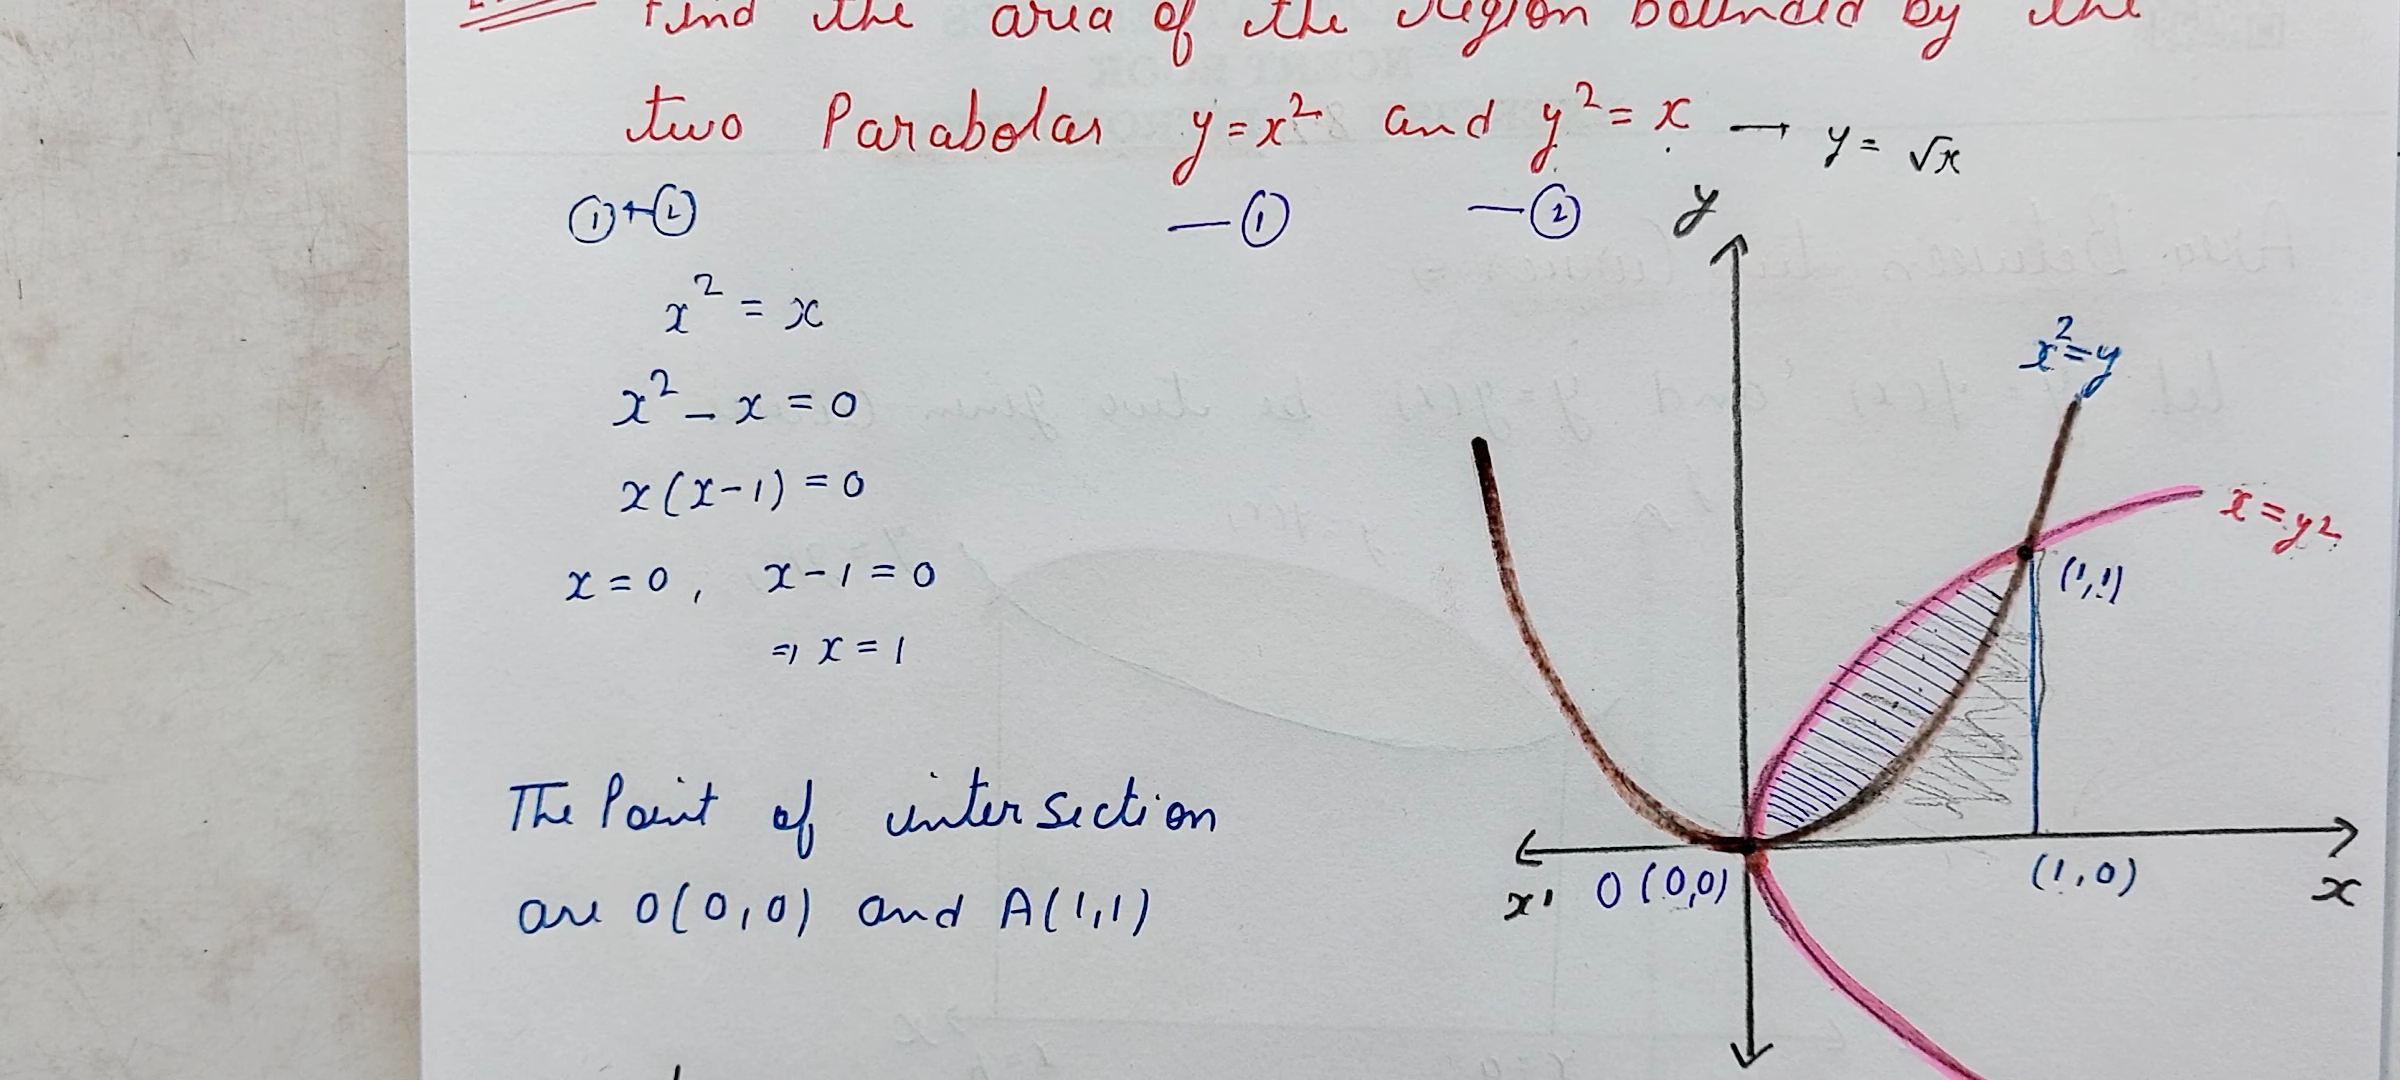 Find the area of the region bounded by the
two Parabolas y=x² and y²=x → y=√x
— ① — ②
①+②
x² = x
x² - x = 0
x(x-1) = 0
x = 0, x-1 = 0
⇒ x = 1
The Point of intersection
are O(0,0) and A(1,1)
y
x²=y
x=y²
(1,1)
O(0,0)
(1,0)
x'
x